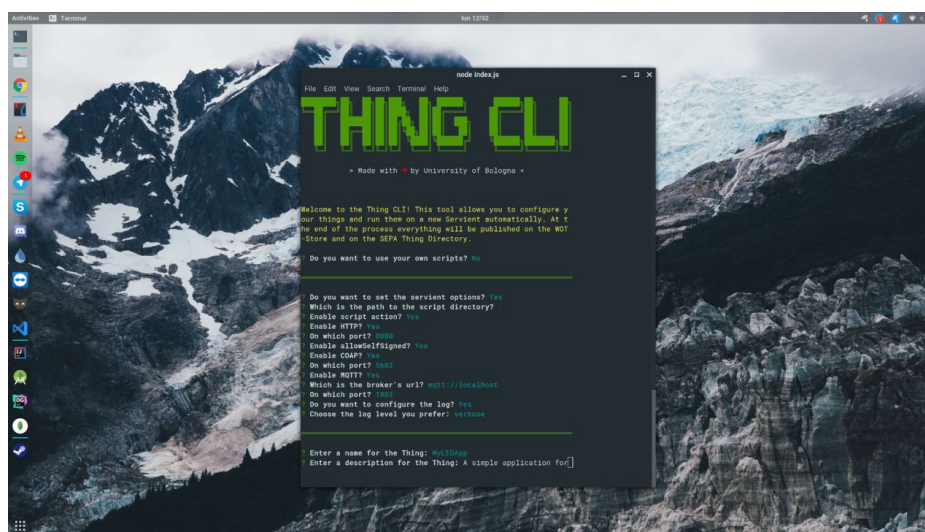 Activities Terminal lun 12:52
node index.js
File Edit View Search Terminal Help
THING CLI
> Made with ❤ by University of Bologna <
Welcome to the Thing CLI! This tool allows you to configure y
our things and run them on a new Servient automatically. At t
he end of the process everything will be published on the WOT
-Store and on the SEPA Thing Directory.
? Do you want to use your own scripts? No
? Do you want to set the servient options? Yes
? Which is the path to the script directory? .
? Enable script action? Yes
? Enable HTTP? Yes
? On which port? 8080
? Enable allowSelfSigned? Yes
? Enable COAP? Yes
? On which port? 5683
? Enable MQTT? Yes
? Which is the broker's url? mqtt://localhost
? On which port? 1883
? Do you want to configure the log? Yes
? Choose the log level you prefer: verbose
? Enter a name for the Thing: MyLEDApp
? Enter a description for the Thing: A simple application for